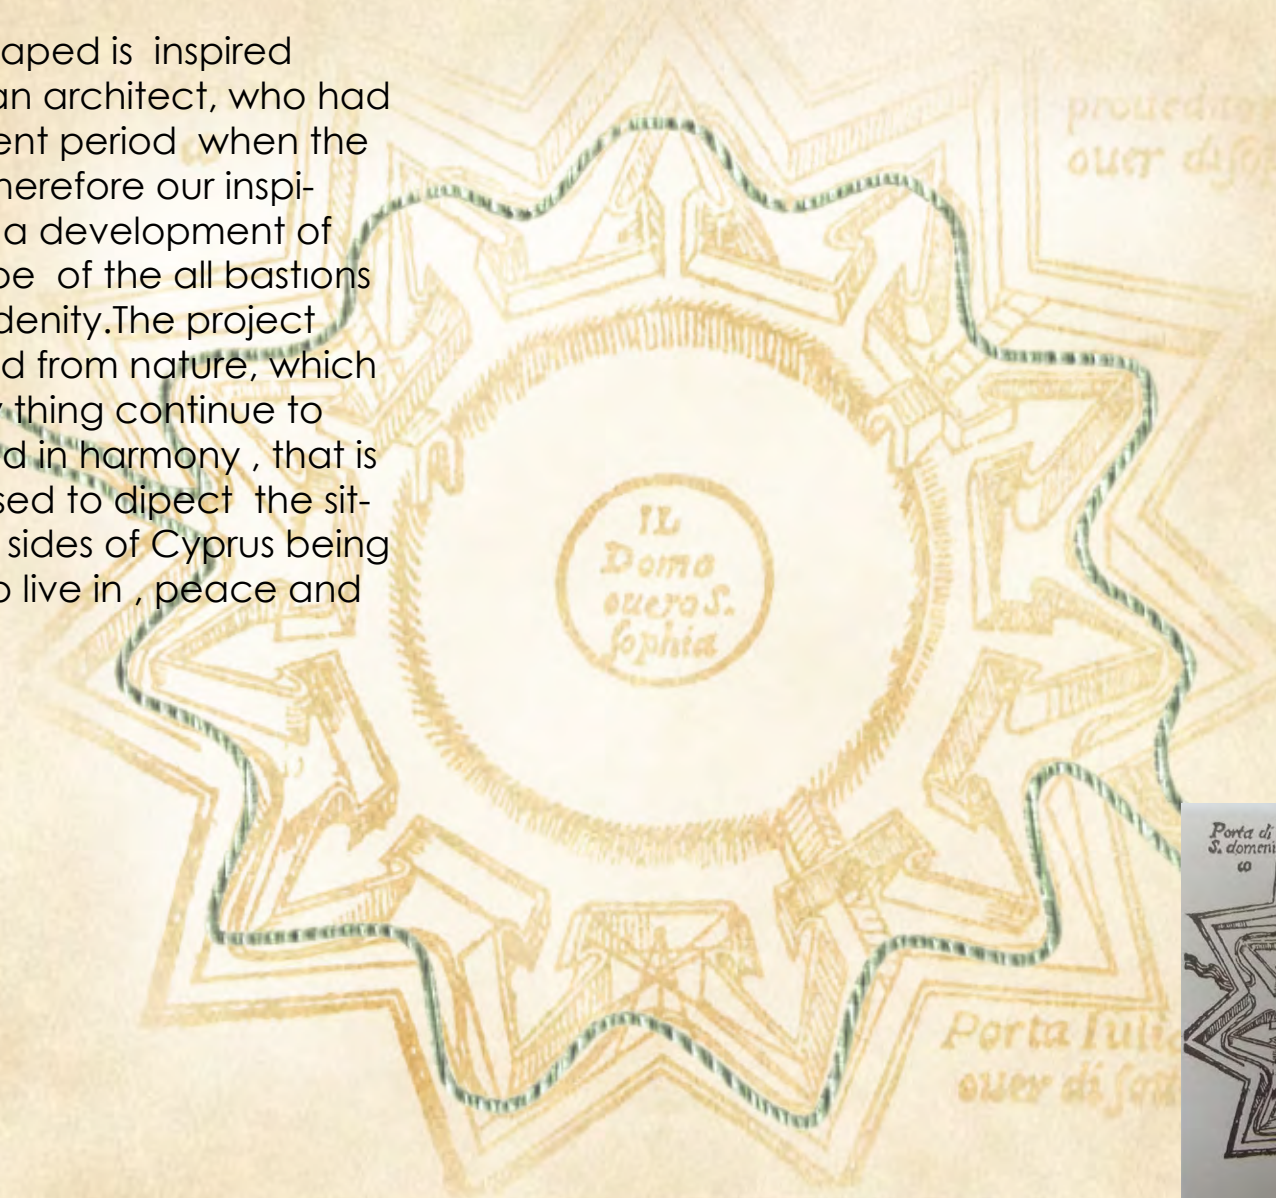 aped is inspired
an architect, who had
ent period when the
herefore our inspi-
a development of
pe of the all bastıons
denity.The project
d from nature, which
thing continue to
d in harmony , that is
sed to dipect the sit-
sides of Cyprus being
o live in , peace and
IL
Domo
ouero S.
ſophia
ouer di
Porta Iulia
ouer di
Porta di
S. domeni
co